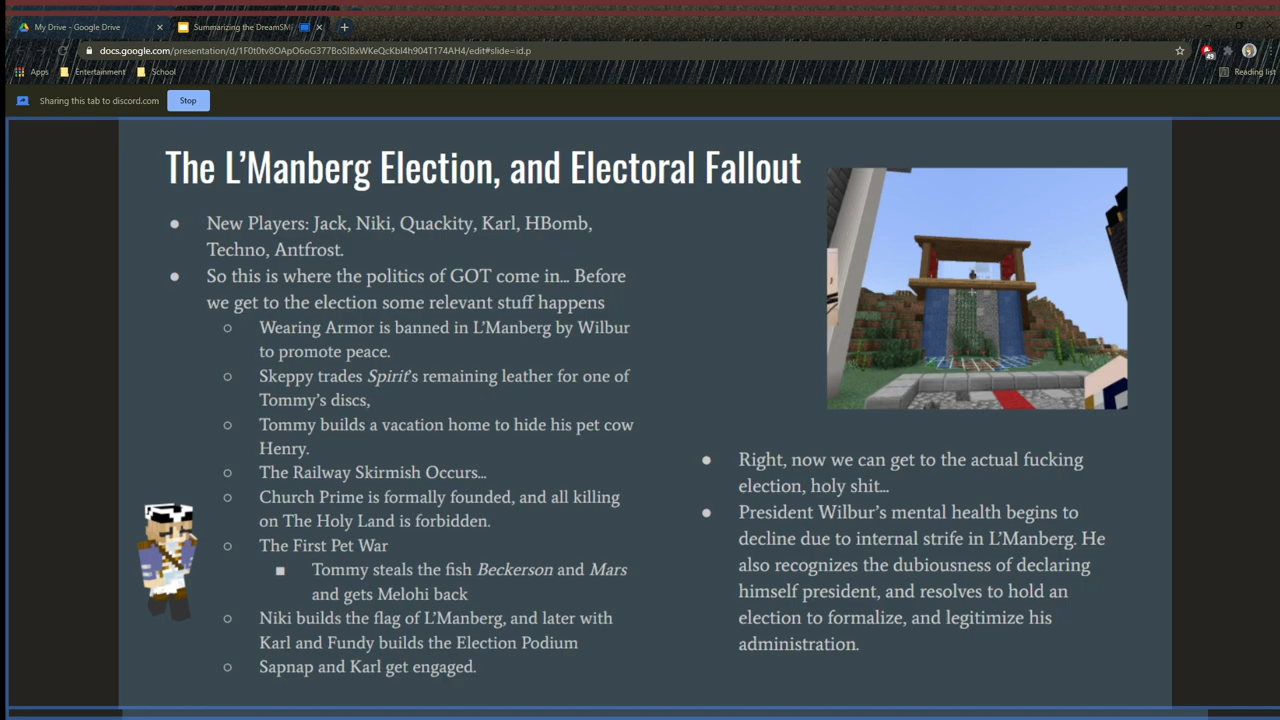 My Drive - Google Drive
Summarizing the DreamSM
docs.google.com/presentation/d/1F0t0tv8OApO6oG377BoSIBxWKeQcKbl4h904T174AH4/edit#slide=id.p
49
Apps
Entertainment
School
Reading list
Sharing this tab to discord.com
Stop
The L'Manberg Election, and Electoral Fallout
● New Players: Jack, Niki, Quackity, Karl, HBomb,
Techno, Antfrost.
● So this is where the politics of GOT come in... Before
we get to the election some relevant stuff happens
○ Wearing Armor is banned in L'Manberg by Wilbur
to promote peace.
○ Skeppy trades Spirit's remaining leather for one of
Tommy's discs,
○ Tommy builds a vacation home to hide his pet cow
Henry.
○ The Railway Skirmish Occurs...
○ Church Prime is formally founded, and all killing
on The Holy Land is forbidden.
○ The First Pet War
■ Tommy steals the fish Beckerson and Mars
and gets Melohi back
○ Niki builds the flag of L'Manberg, and later with
Karl and Fundy builds the Election Podium
○ Sapnap and Karl get engaged.
● Right, now we can get to the actual fucking
election, holy shit...
● President Wilbur's mental health begins to
decline due to internal strife in L'Manberg. He
also recognizes the dubiousness of declaring
himself president, and resolves to hold an
election to formalize, and legitimize his
administration.